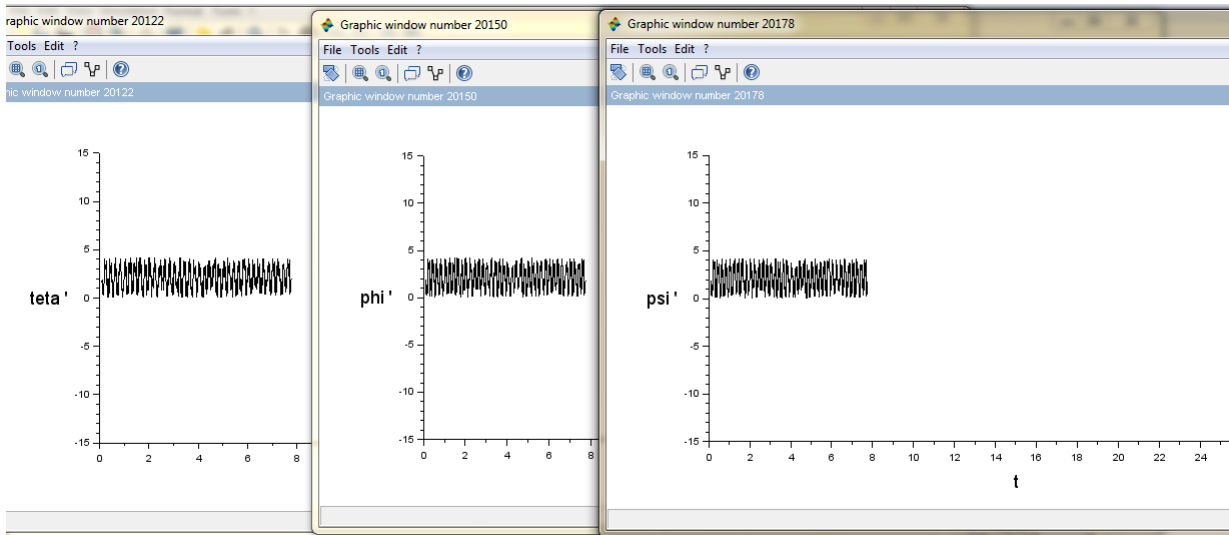 raphic window number 20122
Tools Edit ?
hic window number 20122
15
10
5
0
-5
-10
-15
teta '
0 2 4 6 8
Graphic window number 20150
File Tools Edit ?
Graphic window number 20150
15
10
5
0
-5
-10
-15
phi '
0 2 4 6 8
Graphic window number 20178
File Tools Edit ?
Graphic window number 20178
15
10
5
0
-5
-10
-15
psi '
0 2 4 6 8 10 12 14 16 18 20 22 24
t